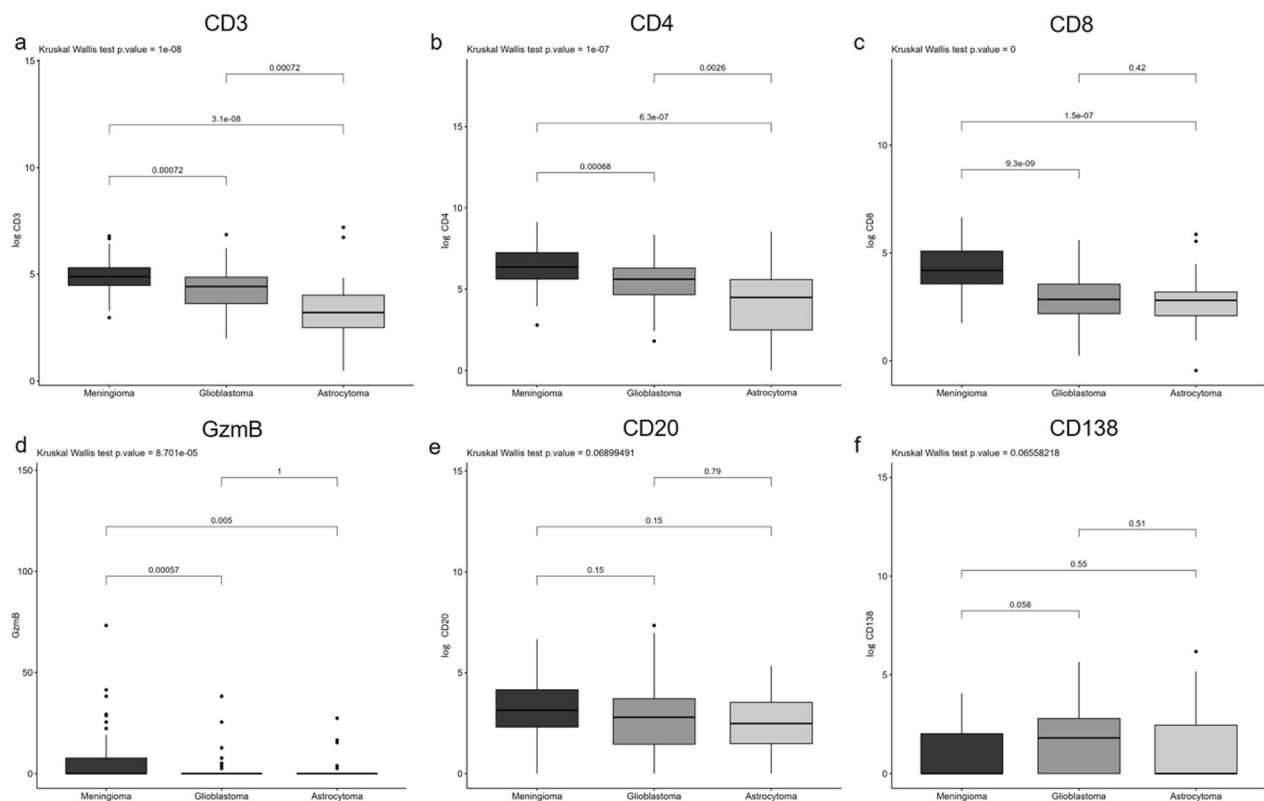 CD3
a
Kruskal Wallis test p.value = 1e-08
15
10
5
0
log CD3
0.00072
3.1e-08
0.00072
Meningioma
Glioblastoma
Astrocytoma
CD4
b
Kruskal Wallis test p.value = 1e-07
15
10
5
0
log CD4
0.0026
6.3e-07
0.00068
Meningioma
Glioblastoma
Astrocytoma
CD8
c
Kruskal Wallis test p.value = 0
10
5
0
log CD8
0.42
1.5e-07
9.3e-09
Meningioma
Glioblastoma
Astrocytoma
GzmB
d
Kruskal Wallis test p.value = 8.701e-05
150
100
50
0
GzmB
1
0.005
0.00057
Meningioma
Glioblastoma
Astrocytoma
CD20
e
Kruskal Wallis test p.value = 0.06899491
15
10
5
0
log CD20
0.79
0.15
0.15
Meningioma
Glioblastoma
Astrocytoma
CD138
f
Kruskal Wallis test p.value = 0.06558218
15
10
5
0
log CD138
0.51
0.55
0.058
Meningioma
Glioblastoma
Astrocytoma